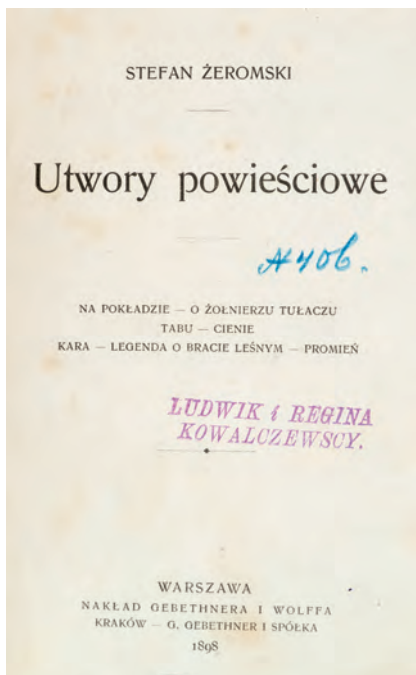 STEFAN ŻEROMSKI
Utwory powieściowe
A406.
NA POKŁADZIE — O ŻOŁNIERZU TUŁACZU
TABU — CIENIE
KARA — LEGENDA O BRACIE LEŚNYM — PROMIEŃ
LUDWIK i REGINA
KOWALCZEWSCY.
WARSZAWA
NAKŁAD GEBETHNERA I WOLFFA
KRAKÓW — G. GEBETHNER I SPÓŁKA
1898